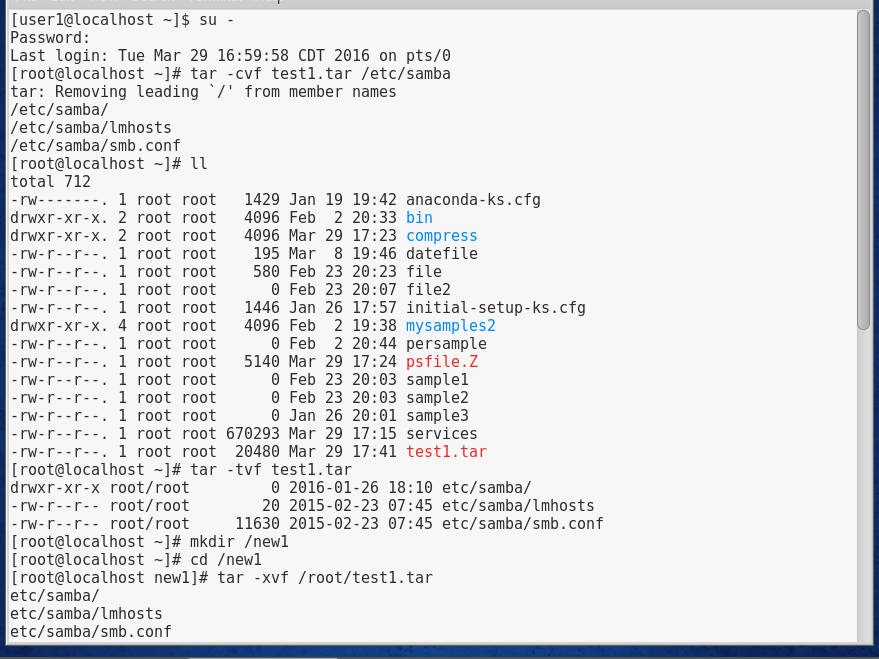 [user1@localhost ~]$ su -
Password:
Last login: Tue Mar 29 16:59:58 CDT 2016 on pts/0
[root@localhost ~]# tar -cvf test1.tar /etc/samba
tar: Removing leading `/' from member names
/etc/samba/
/etc/samba/lmhosts
/etc/samba/smb.conf
[root@localhost ~]# ll
total 712
-rw-------. 1 root root   1429 Jan 19 19:42 anaconda-ks.cfg
drwxr-xr-x. 2 root root   4096 Feb  2 20:33 bin
drwxr-xr-x. 2 root root   4096 Mar 29 17:23 compress
-rw-r--r--. 1 root root    195 Mar  8 19:46 datefile
-rw-r--r--. 1 root root    580 Feb 23 20:23 file
-rw-r--r--. 1 root root      0 Feb 23 20:07 file2
-rw-r--r--. 1 root root   1446 Jan 26 17:57 initial-setup-ks.cfg
drwxr-xr-x. 4 root root   4096 Feb  2 19:38 mysamples2
-rw-r--r--. 1 root root      0 Feb  2 20:44 persample
-rw-r--r--. 1 root root   5140 Mar 29 17:24 psfile.Z
-rw-r--r--. 1 root root      0 Feb 23 20:03 sample1
-rw-r--r--. 1 root root      0 Feb 23 20:03 sample2
-rw-r--r--. 1 root root      0 Jan 26 20:01 sample3
-rw-r--r--. 1 root root 670293 Mar 29 17:15 services
-rw-r--r--. 1 root root  20480 Mar 29 17:41 test1.tar
[root@localhost ~]# tar -tvf test1.tar
drwxr-xr-x root/root         0 2016-01-26 18:10 etc/samba/
-rw-r--r-- root/root        20 2015-02-23 07:45 etc/samba/lmhosts
-rw-r--r-- root/root     11630 2015-02-23 07:45 etc/samba/smb.conf
[root@localhost ~]# mkdir /new1
[root@localhost ~]# cd /new1
[root@localhost new1]# tar -xvf /root/test1.tar
etc/samba/
etc/samba/lmhosts
etc/samba/smb.conf